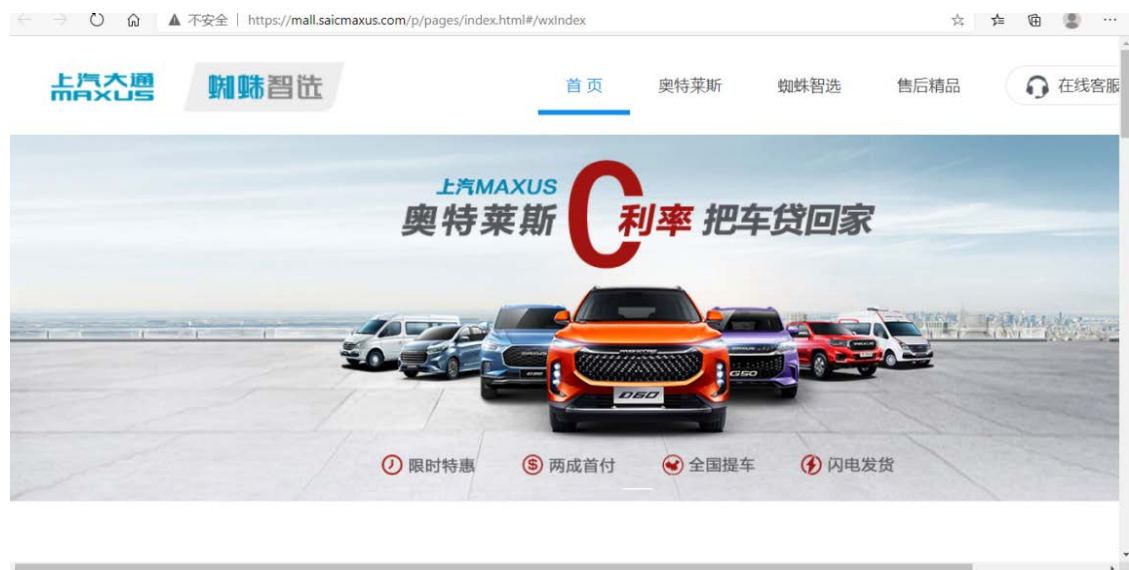 不安全 | https://mall.saicmaxus.com/p/pages/index.html#/wxIndex
上汽大通
MAXUS
蜘蛛智选
首页 奥特莱斯 蜘蛛智选 售后精品 在线客服
上汽MAXUS
奥特莱斯 0 利率 把车贷回家
D60
G50
限时特惠 两成首付 全国提车 闪电发货